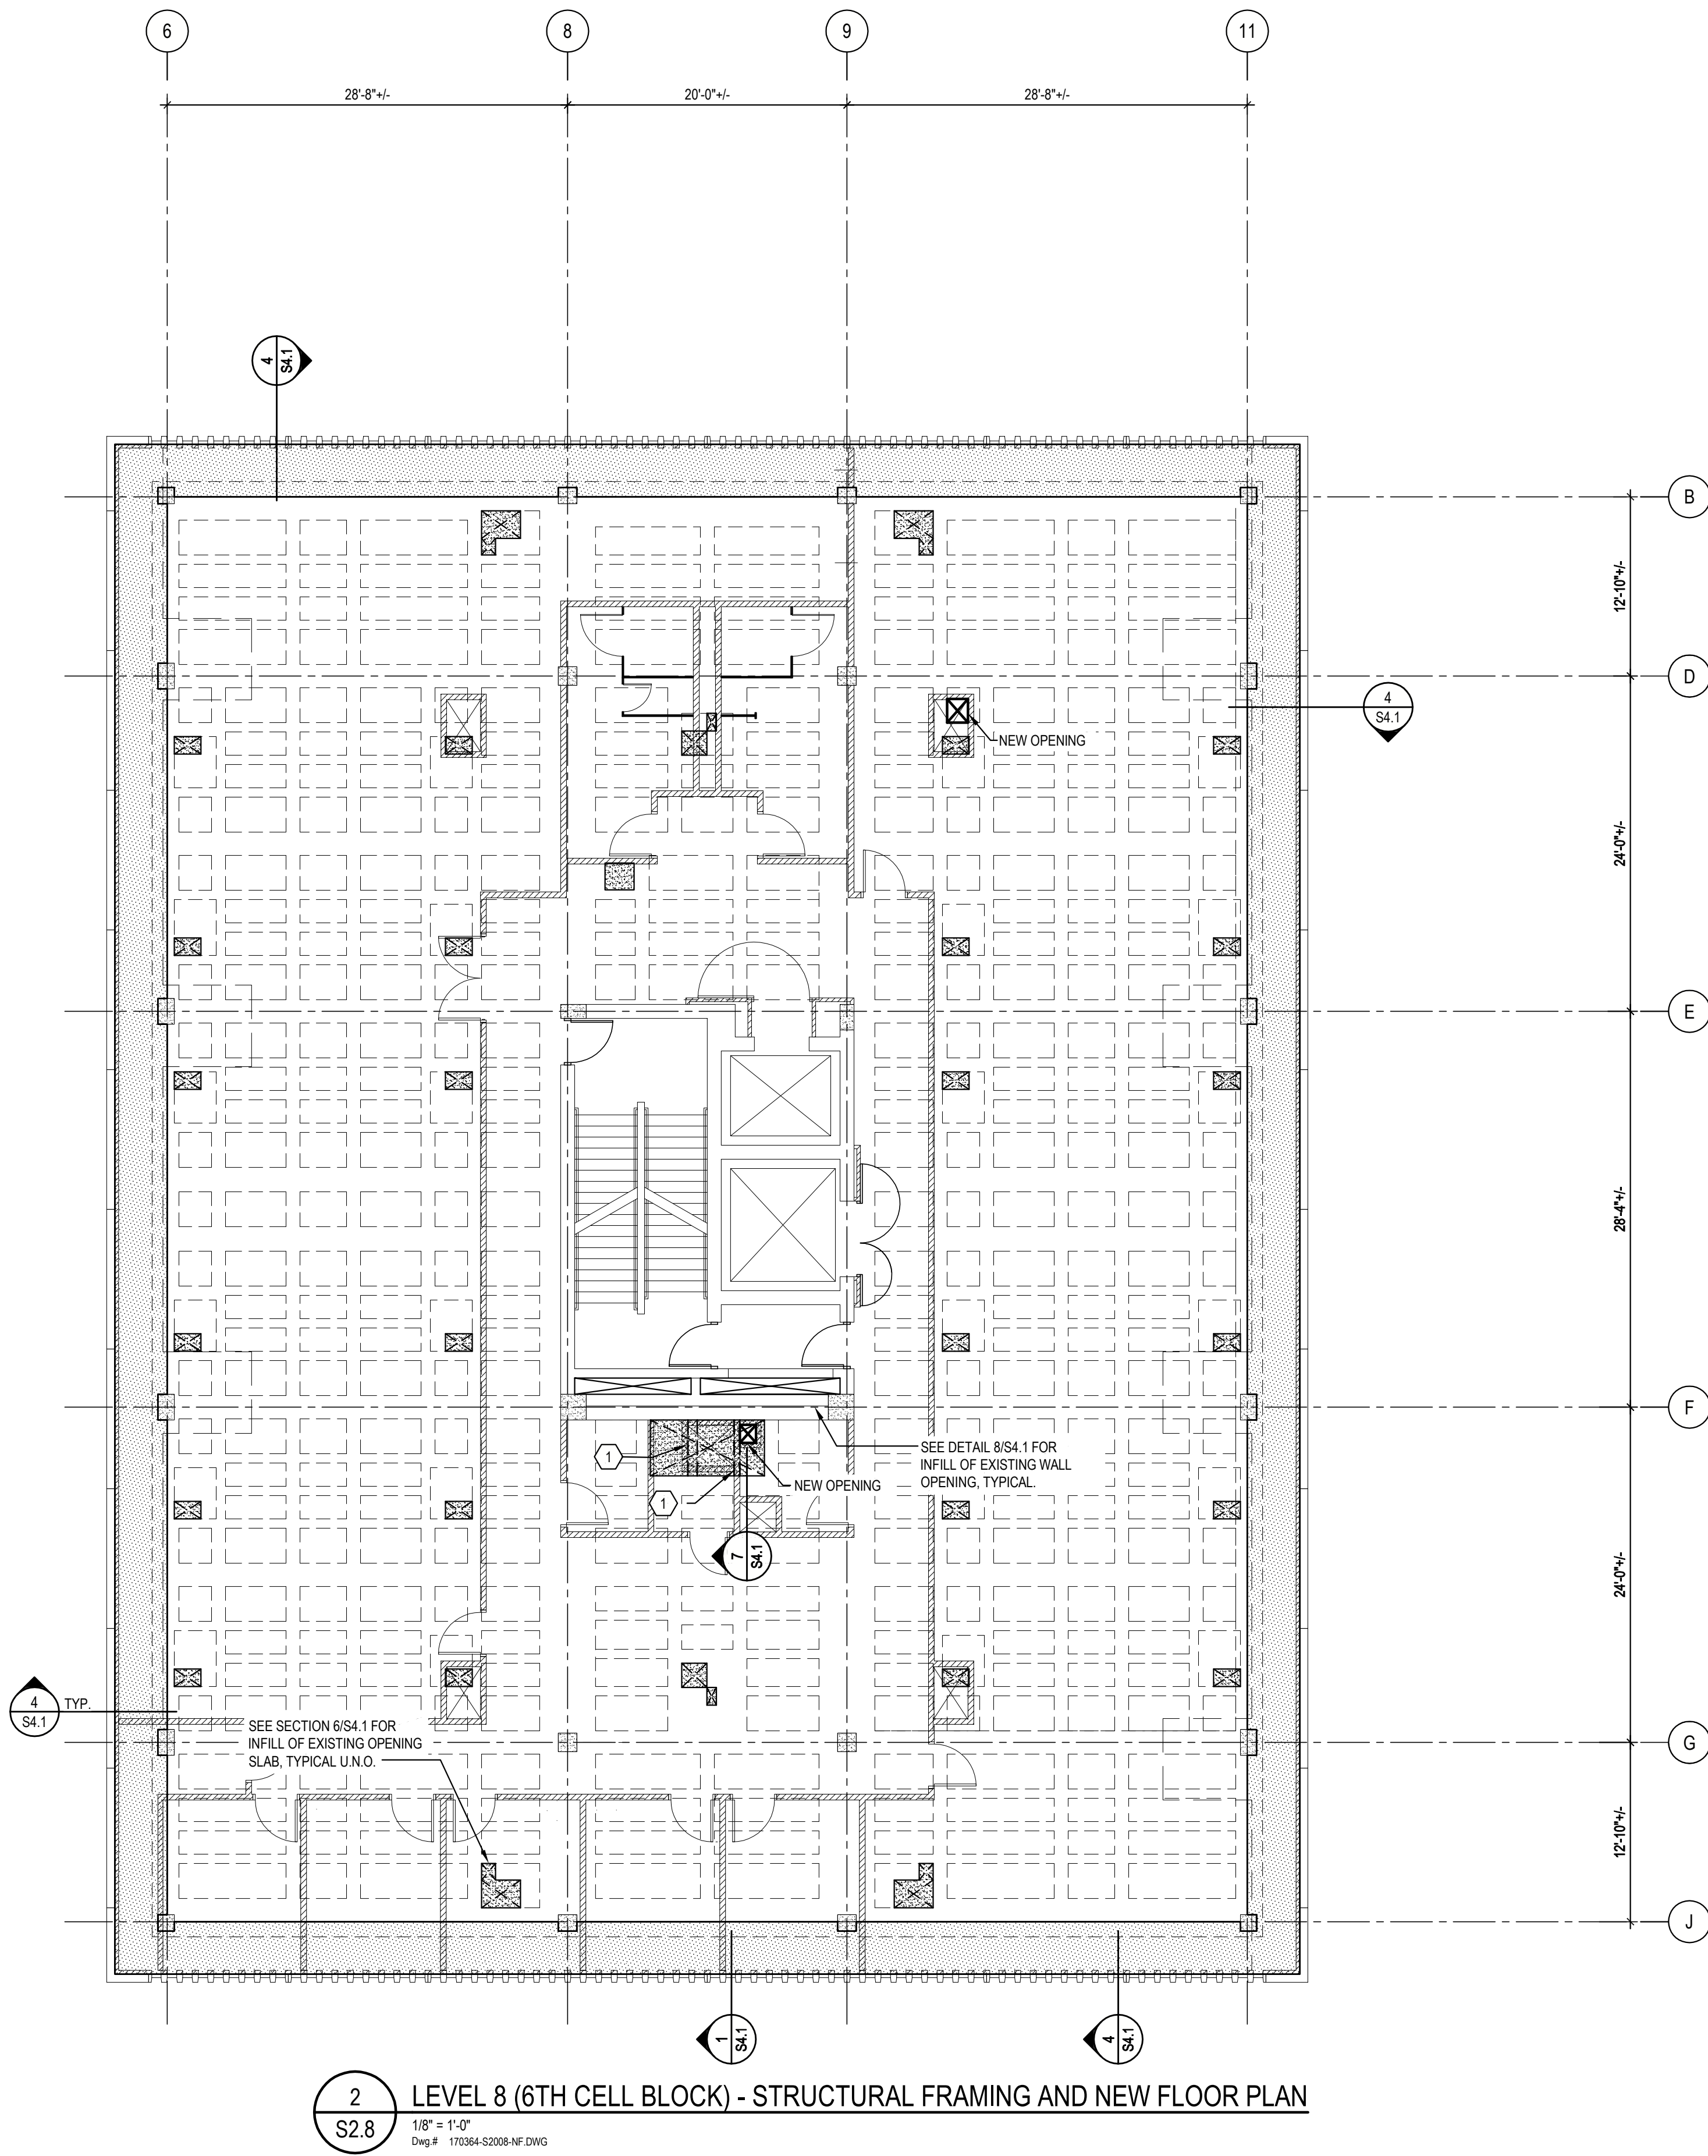 6
8
9
11
28'-8"+/-
20'-0"+/-
28'-8"+/-
4
S4.1
B
12'-10"+/-
D
4
S4.1
NEW OPENING
24'-0"+/-
E
28'-4"+/-
F
SEE DETAIL 8/S4.1 FOR
INFILL OF EXISTING WALL
OPENING, TYPICAL.
1
NEW OPENING
1
7
S4.1
24'-0"+/-
4
S4.1
TYP.
SEE SECTION 6/S4.1 FOR
INFILL OF EXISTING OPENING
SLAB, TYPICAL U.N.O.
G
12'-10"+/-
J
1
S4.1
4
S4.1
2
S2.8
LEVEL 8 (6TH CELL BLOCK) - STRUCTURAL FRAMING AND NEW FLOOR PLAN
1/8" = 1'-0"
Dwg.# 170364-S2008-NF.DWG